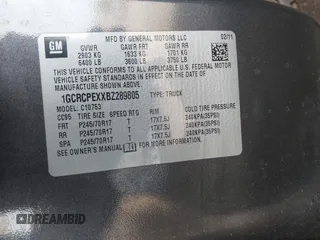 GM
MFD BY GENERAL MOTORS LLC
02/11
GVWR GAWR FRT GAWR RR
2903 KG 1633 KG 1701 KG
6400 LB 3600 LB 3750 LB
THIS VEHICLE CONFORMS TO ALL APPLICABLE U.S. FEDERAL MOTOR
VEHICLE SAFETY STANDARDS IN EFFECT ON THE DATE OF
MANUFACTURE SHOWN ABOVE.
1GCRCPEXXBZ289805 TYPE: TRUCK
MODEL: C10753
CC95 TIRE SIZE SPEED RTG RIM COLD TIRE PRESSURE
FRT P245/70R17 T 17X7.5J 240KPA(35PSI)
RR P245/70R17 T 17X7.5J 240KPA(35PSI)
SPA P245/70R17 T 17X7.5J 240KPA(35PSI)
SEE OWNER MANUAL FOR MORE INFORMATION.
DREAMBID